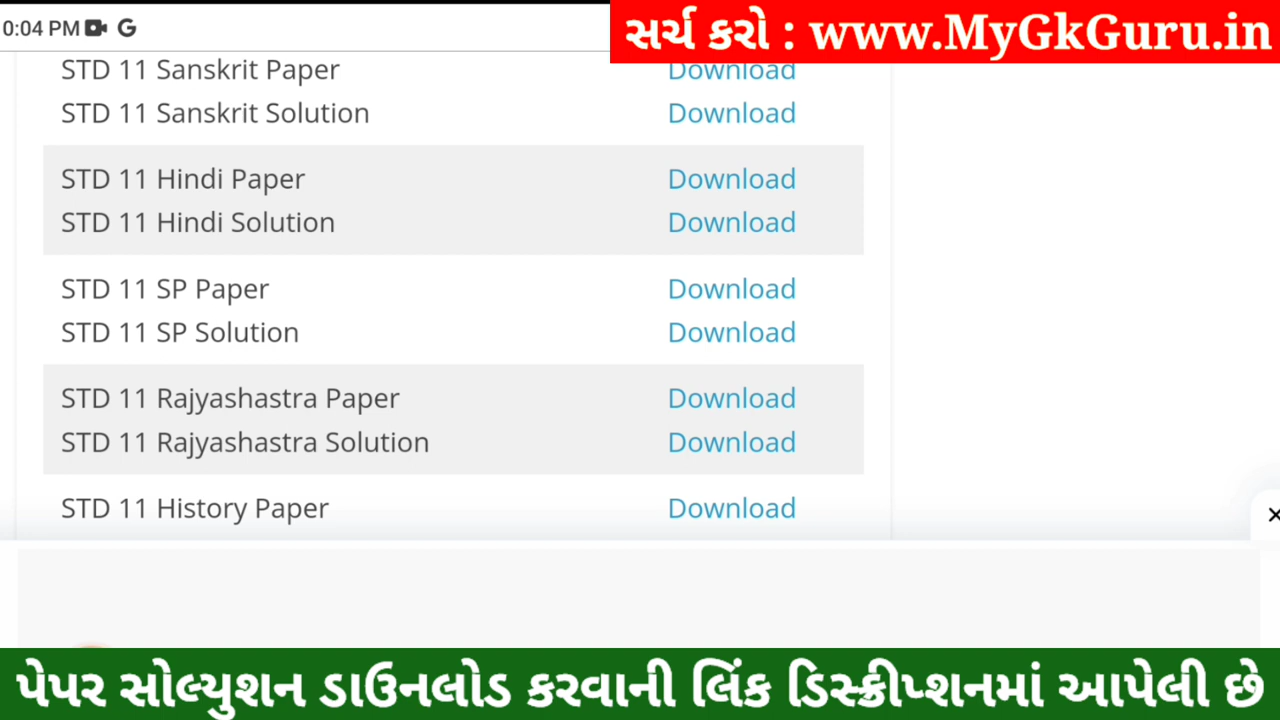 0:04 PM
સર્ચ કરો : www.MyGkGuru.in
STD 11 Sanskrit Paper Download
STD 11 Sanskrit Solution Download
STD 11 Hindi Paper Download
STD 11 Hindi Solution Download
STD 11 SP Paper Download
STD 11 SP Solution Download
STD 11 Rajyashastra Paper Download
STD 11 Rajyashastra Solution Download
STD 11 History Paper Download
પેપર સોલ્યુશન ડાઉનલોડ કરવાની લિંક ડિસ્ક્રીપ્શનમાં આપેલી છે